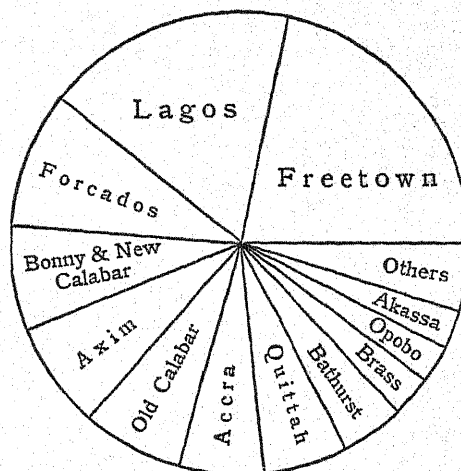 Lagos
Freetown
Forcados
Bonny & New
Calabar
Axim
Old Calabar
Accra
Quittah
Bathurst
Brass
Opobo
Akassa
Others